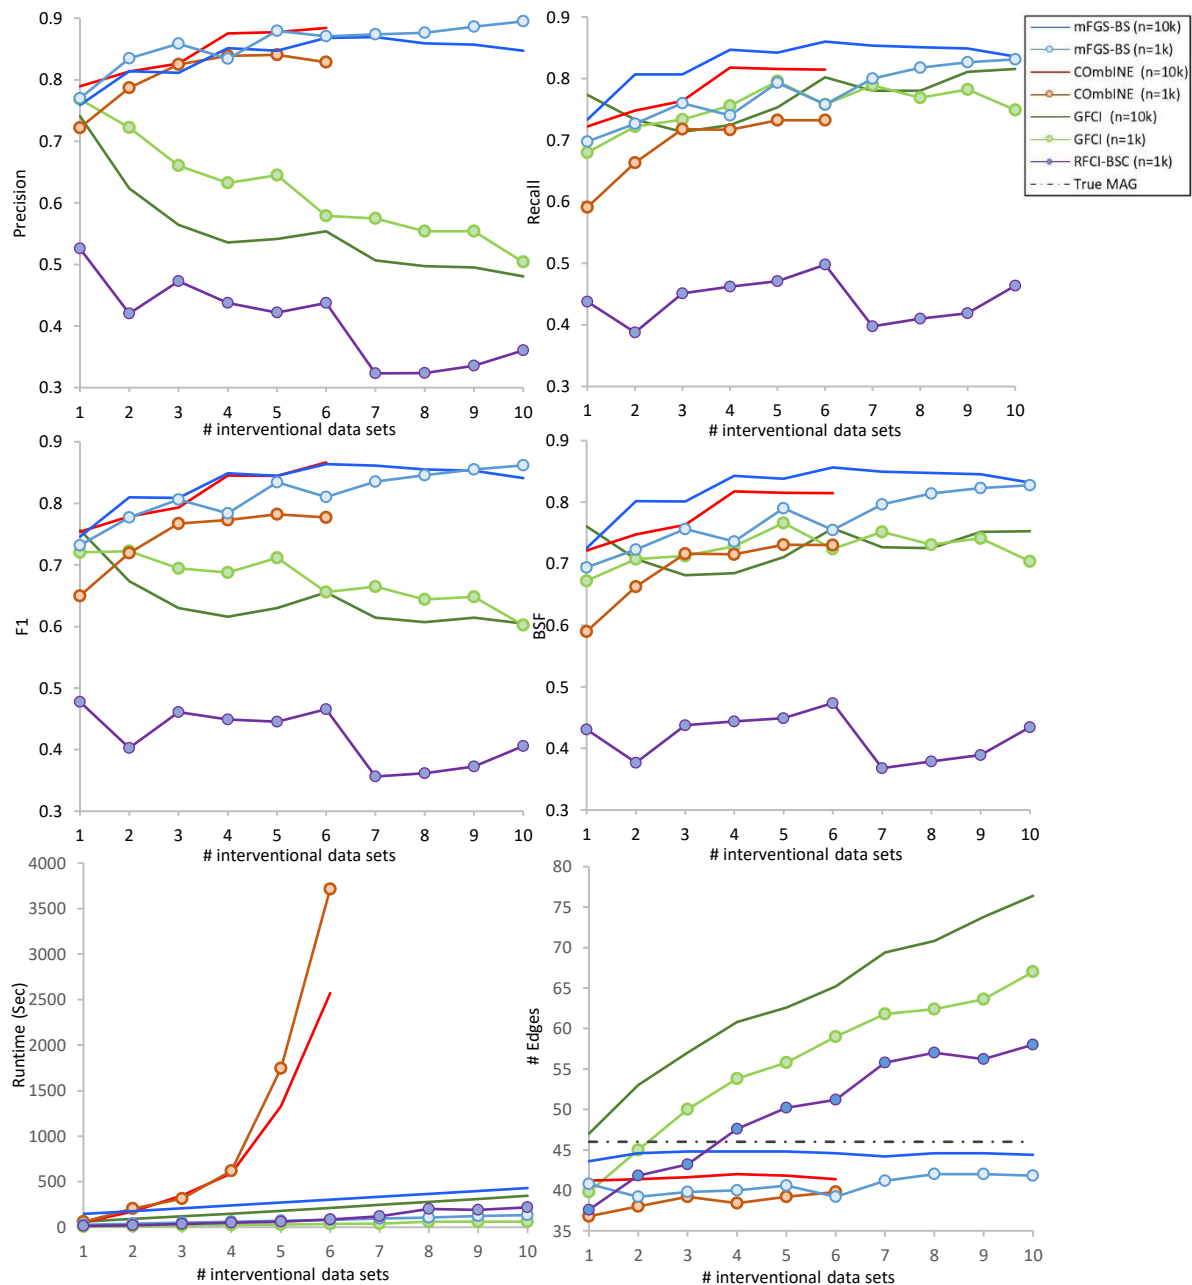 0.9
0.8
0.7
0.6
0.5
0.4
0.3
Precision
1 2 3 4 5 6 7 8 9 10
# interventional data sets
0.9
0.8
0.7
0.6
0.5
0.4
0.3
Recall
1 2 3 4 5 6 7 8 9 10
# interventional data sets
mFGS-BS (n=10k)
mFGS-BS (n=1k)
COmbINE (n=10k)
COmbINE (n=1k)
GFCI (n=10k)
GFCI (n=1k)
RFCI-BSC (n=1k)
True MAG
0.9
0.8
0.7
0.6
0.5
0.4
0.3
F1
1 2 3 4 5 6 7 8 9 10
# interventional data sets
0.9
0.8
0.7
0.6
0.5
0.4
0.3
BSF
1 2 3 4 5 6 7 8 9 10
# interventional data sets
4000
3500
3000
2500
2000
1500
1000
500
0
Runtime (Sec)
1 2 3 4 5 6 7 8 9 10
# interventional data sets
80
75
70
65
60
55
50
45
40
35
# Edges
1 2 3 4 5 6 7 8 9 10
# interventional data sets